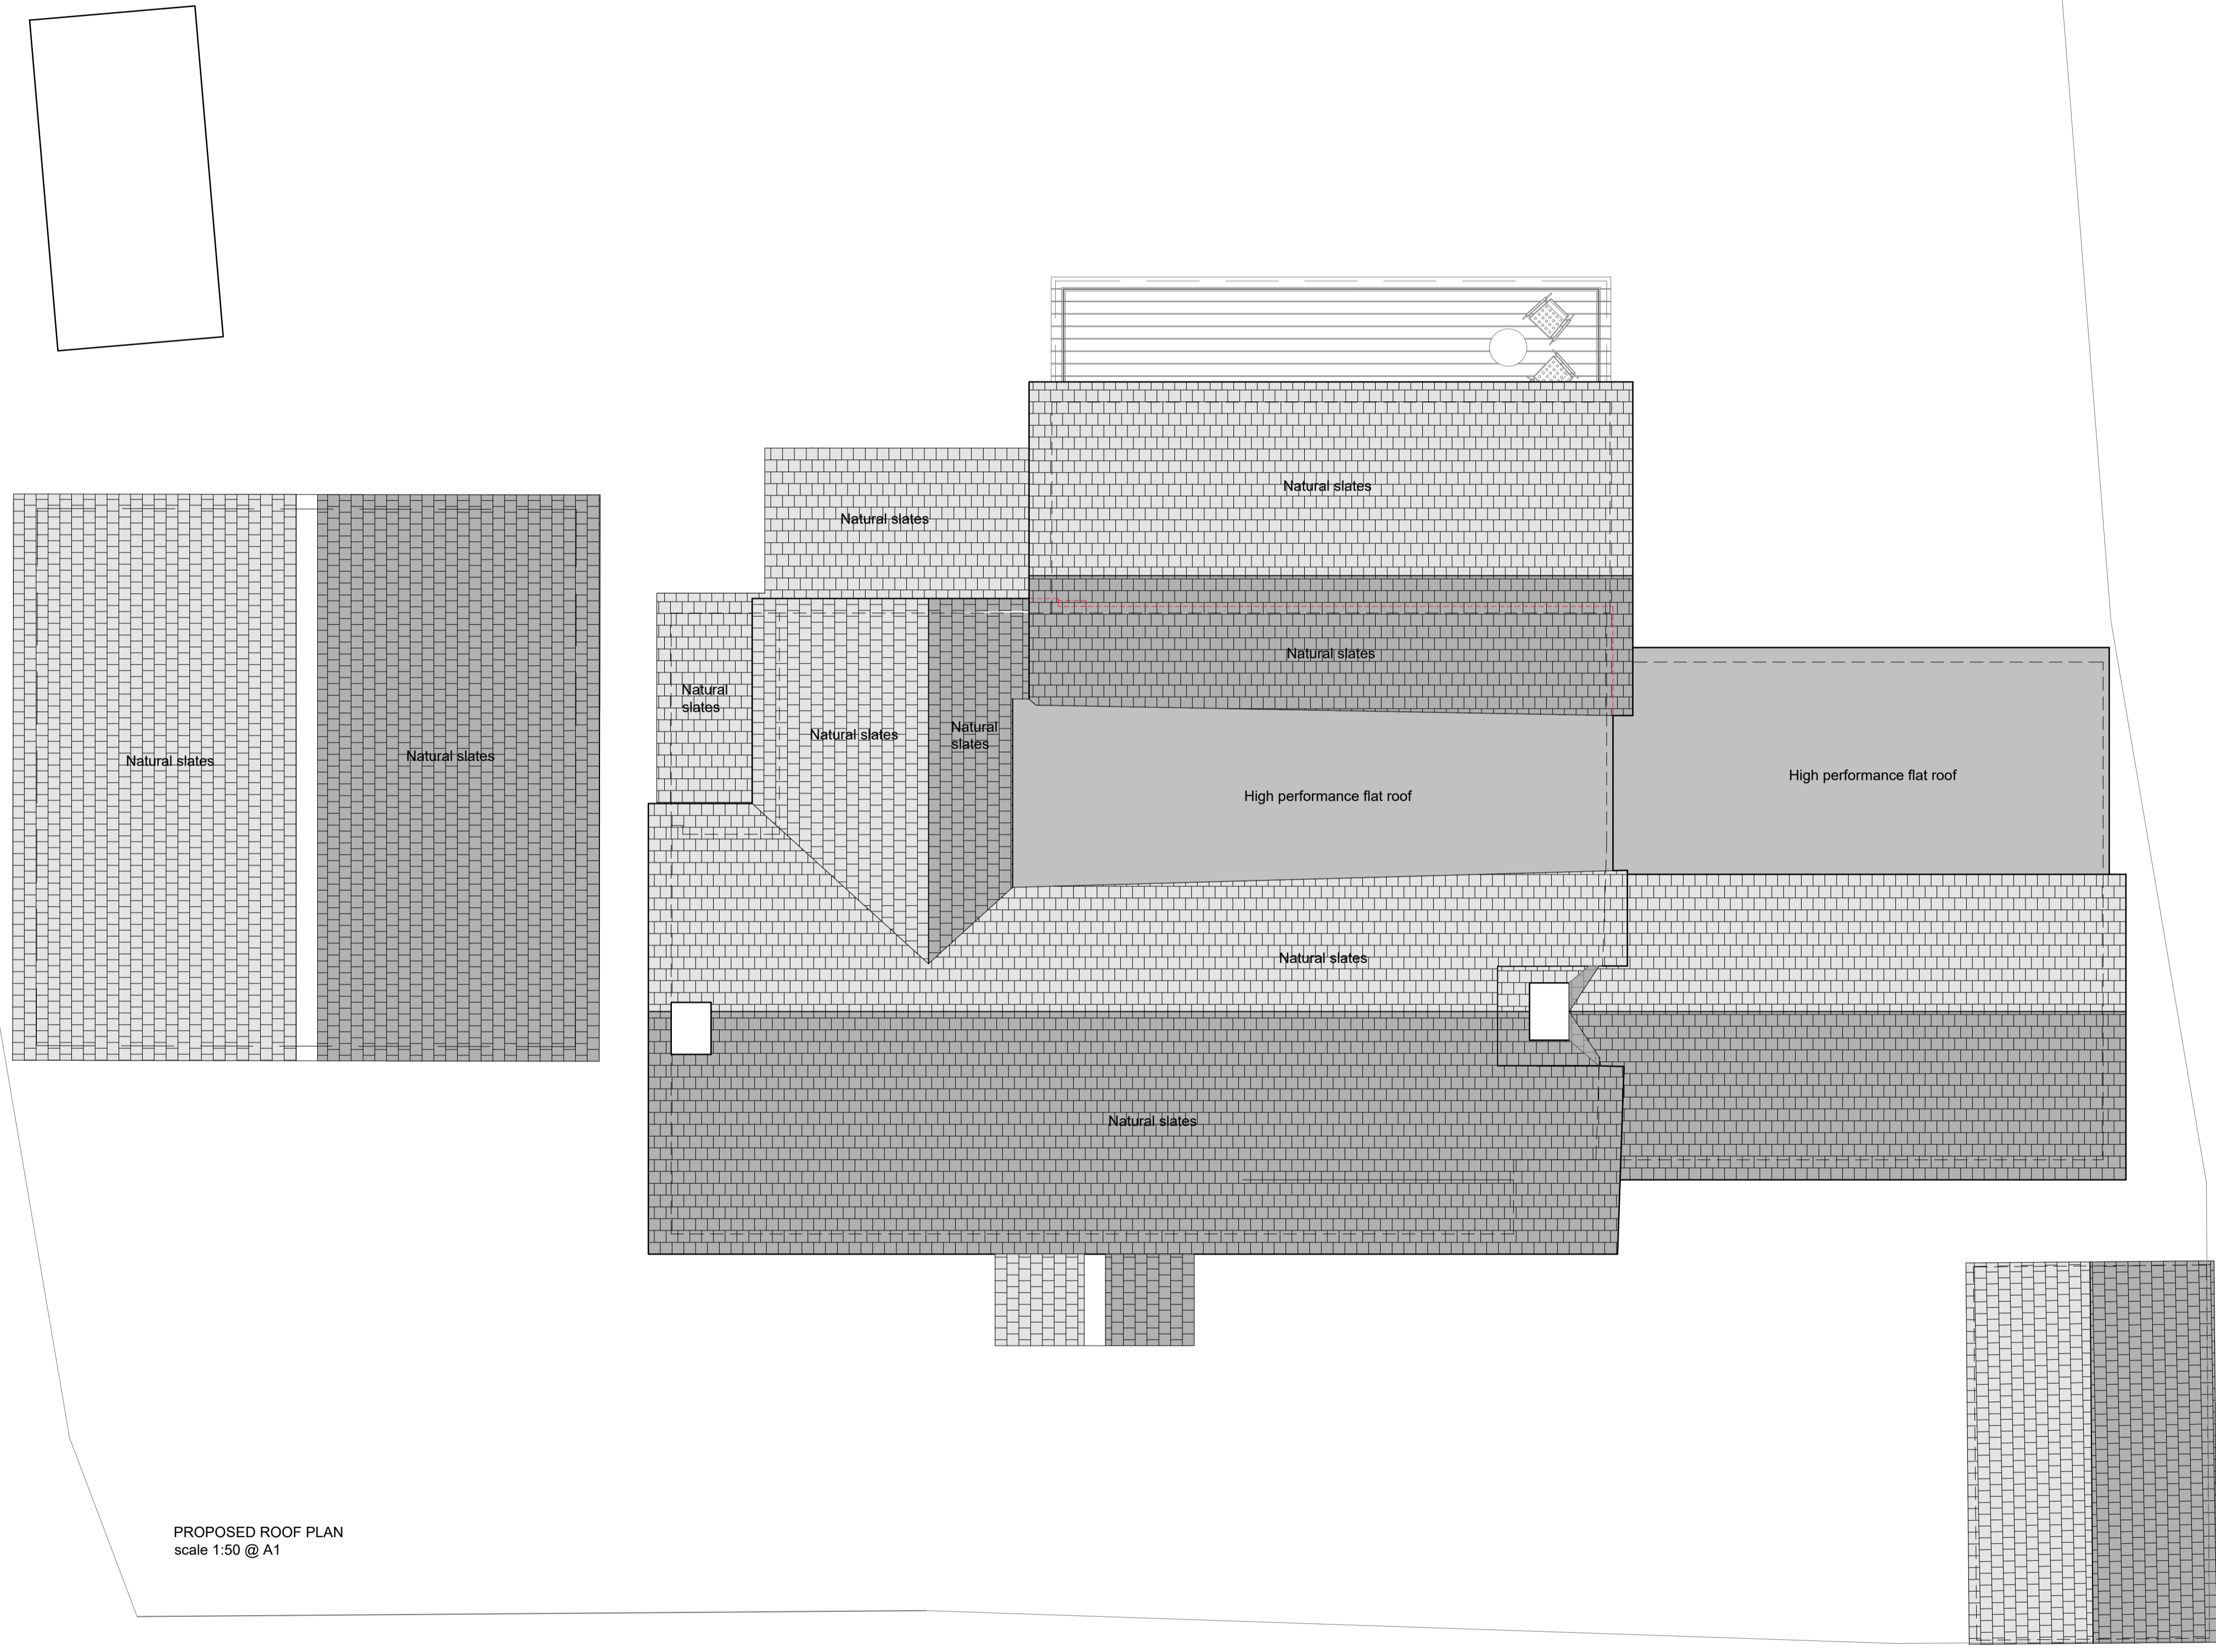 Natural slates
Natural slates
Natural slates
Natural
slates
Natural slates
Natural
slates
Natural slates
Natural slates
High performance flat roof
High performance flat roof
Natural slates
Natural slates
PROPOSED ROOF PLAN
scale 1:50 @ A1